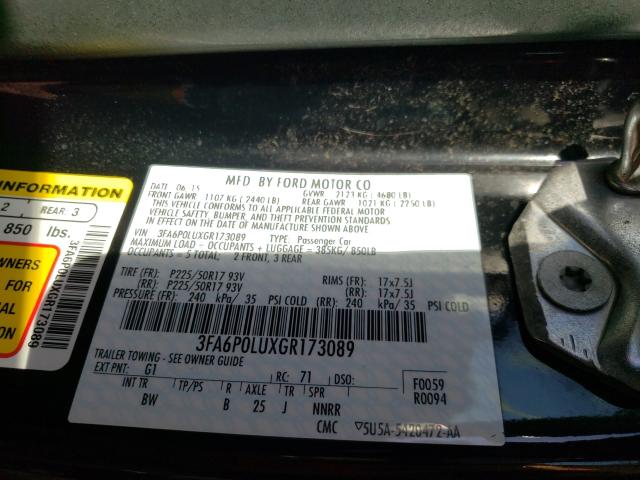 INFORMATION
2 REAR: 3
850 lbs.
OWNERS
FOR
3FA6P0LUXGR173089
MFD BY FORD MOTOR CO
DATE 06/15 GVWR 2123 KG ( 4680 LB)
FRONT GAWR 1107 KG ( 2440 LB) REAR GAWR 1021 KG ( 2250 LB)
THIS VEHICLE CONFORMS TO ALL APPLICABLE FEDERAL MOTOR
VEHICLE SAFETY, BUMPER, AND THEFT PREVENTION STANDARDS
IN EFFECT ON THE DATE OF MANUFACTURE SHOWN ABOVE
VIN 3FA6P0LUXGR173089 TYPE: Passenger Car
MAXIMUM LOAD - OCCUPANTS + LUGGAGE = 385KG/ 850LB
OCCUPANTS = 5 TOTAL: 2 FRONT, 3 REAR
TIRE (FR): P225/50R17 93V RIMS (FR): 17x7.5J
(RR): P225/50R17 93V (RR): 17x7.5J
PRESSURE (FR): 240 kPa/ 35 PSI COLD (RR): 240 kPa/ 35 PSI COLD
3FA6P0LUXGR173089
TRAILER TOWING - SEE OWNER GUIDE
EXT PNT: G1 RC: 71 DSO: F0059
INT TR TP/PS R AXLE TR SPR R0094
BW B 25 J NNRR
CMC ▽5U5A-5420472-AA